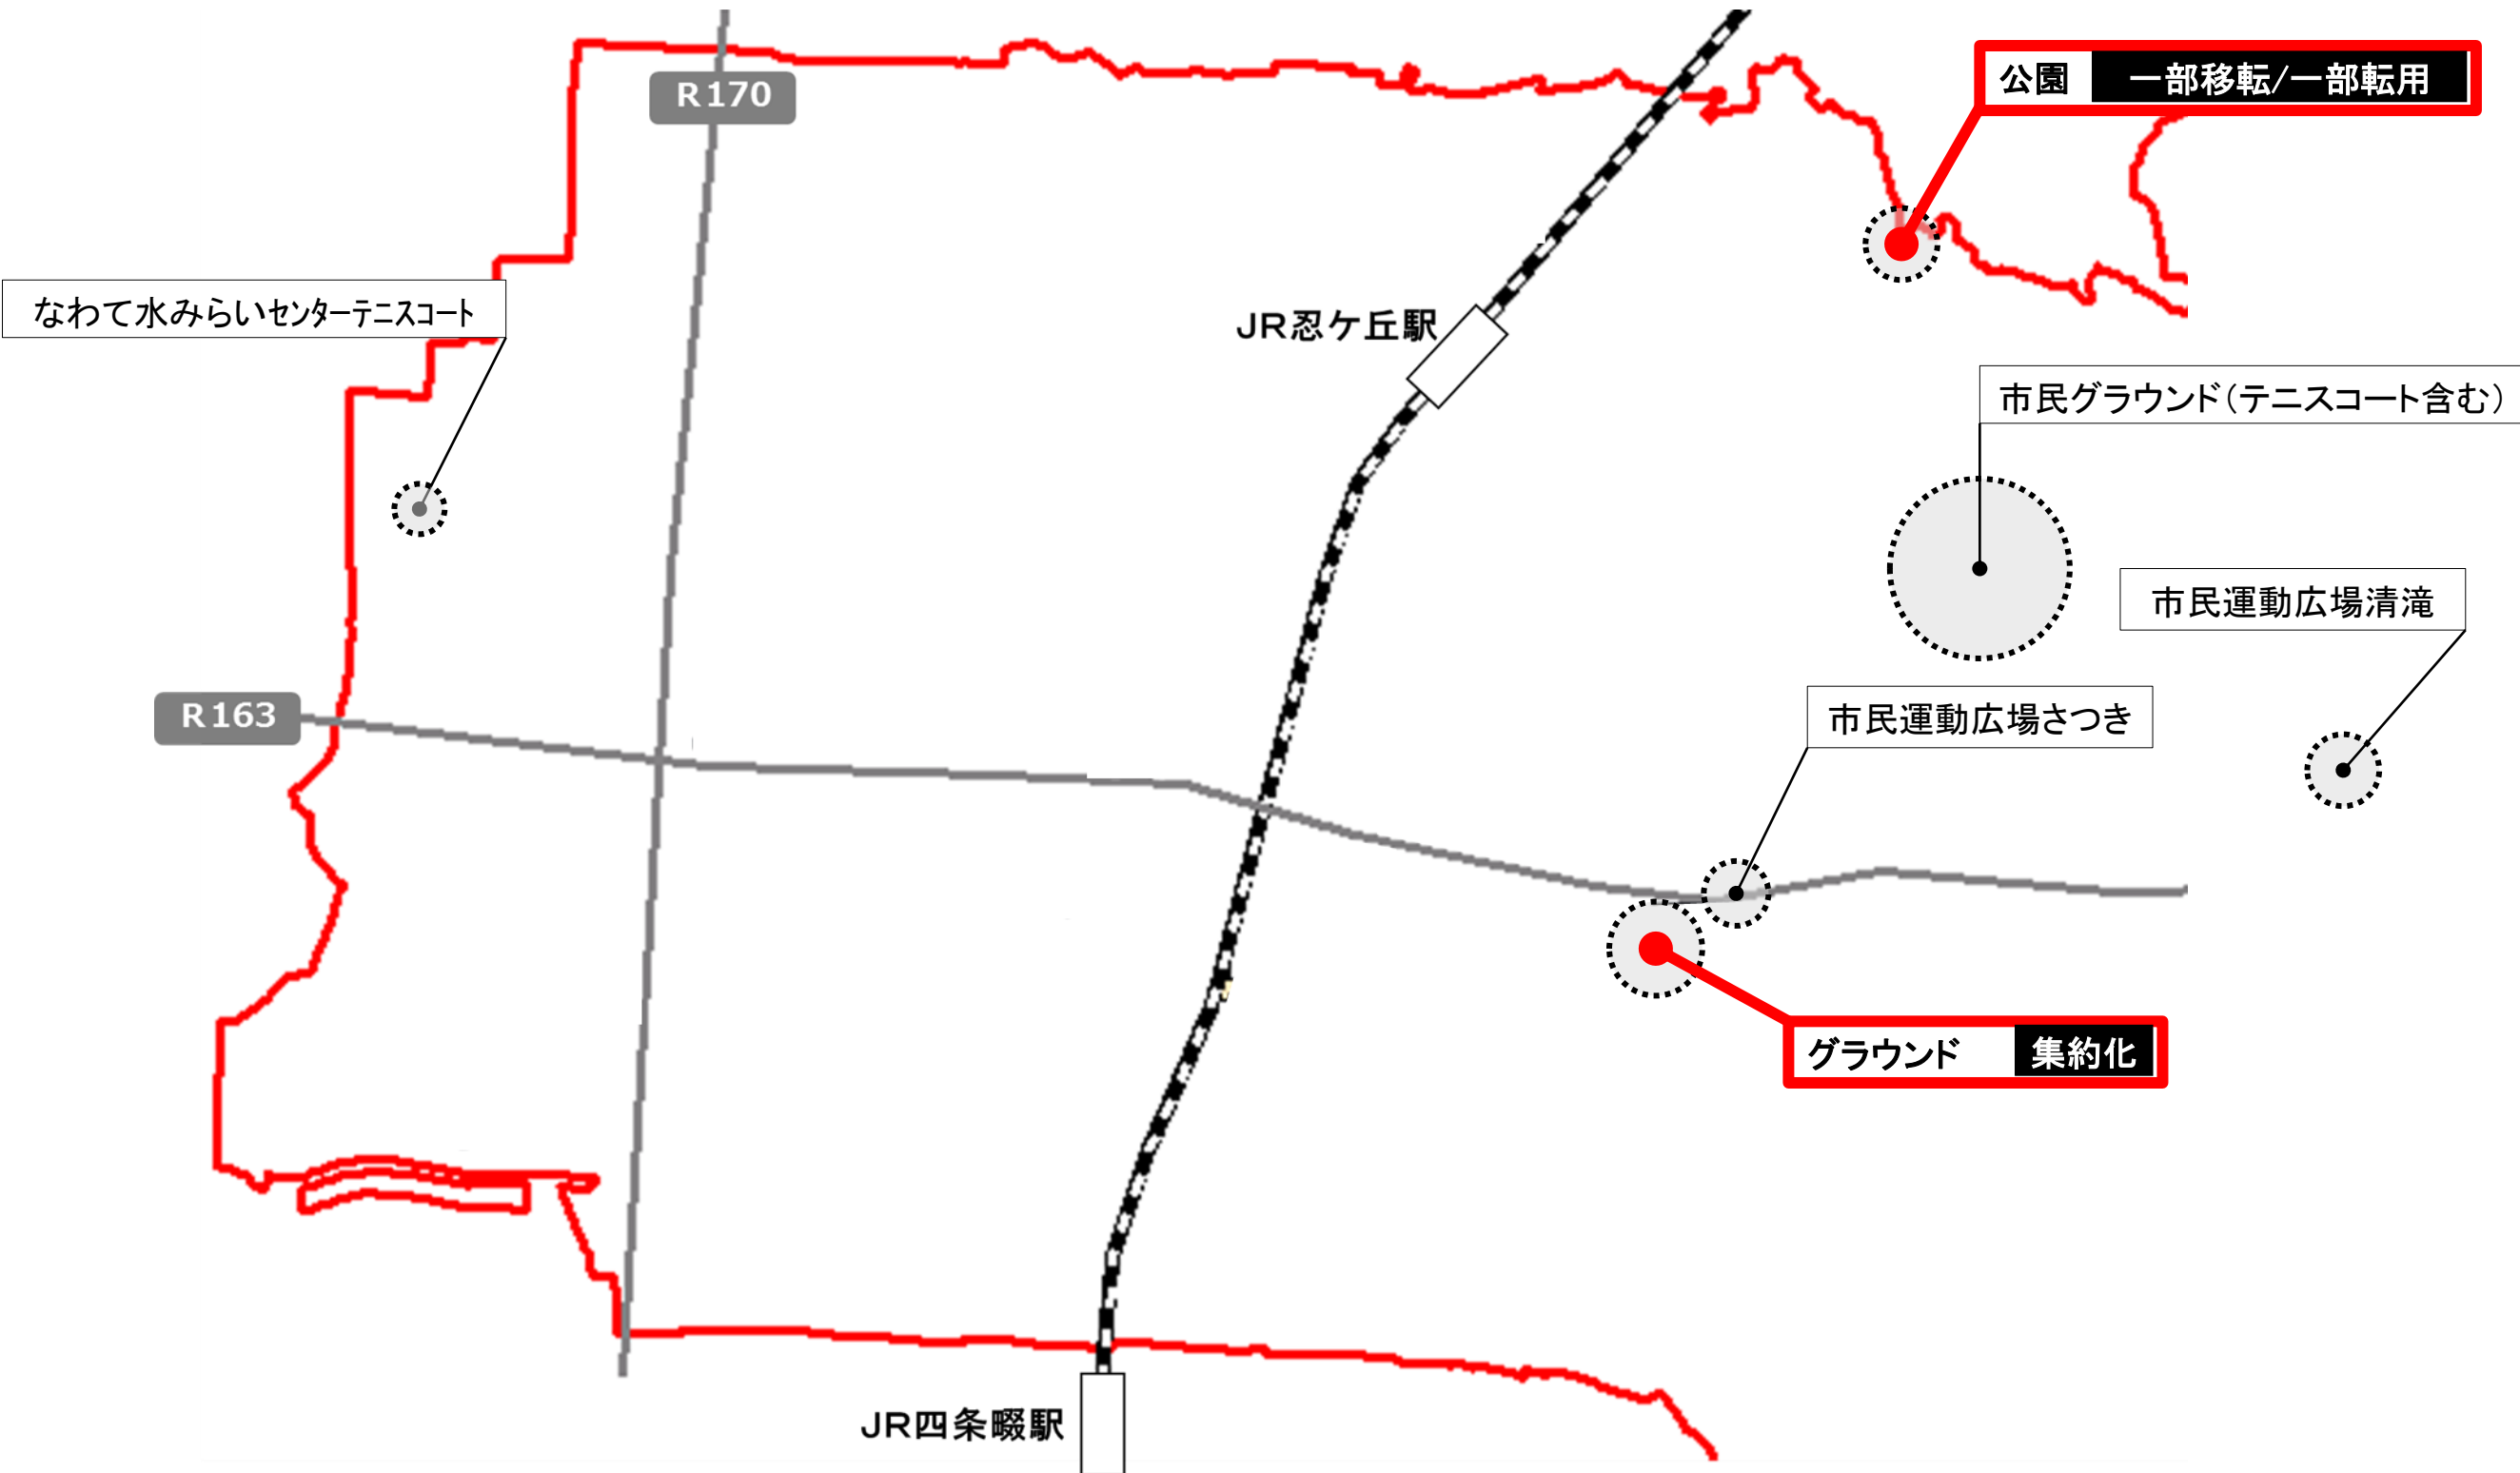 R170
公園 一部移転/一部転用
なわて水みらいセンターテニスコート
JR忍ケ丘駅
市民グラウンド（テニスコート含む）
市民運動広場清滝
R163
市民運動広場さつき
グラウンド 集約化
JR四条畷駅